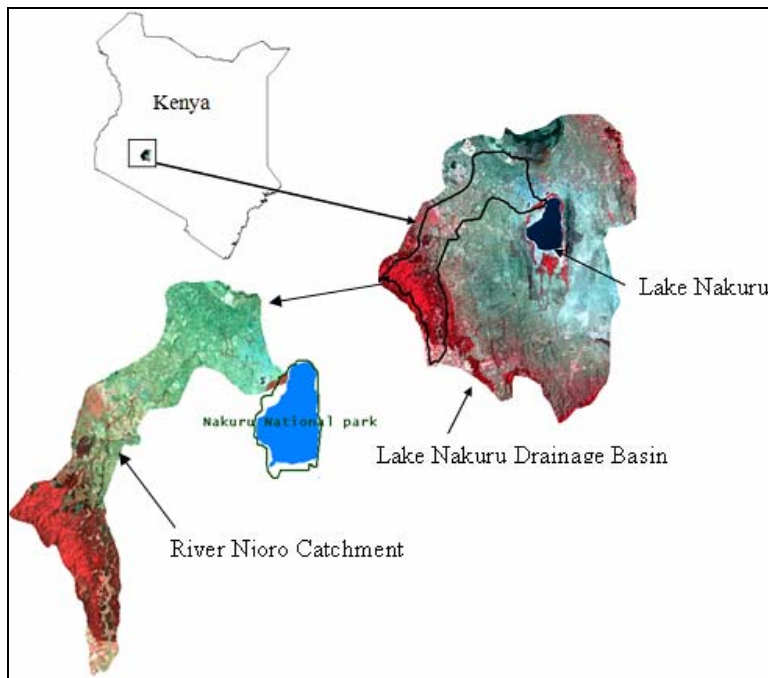 Kenya
Lake Nakuru
Nakuru National park
Lake Nakuru Drainage Basin
River Njoro Catchment